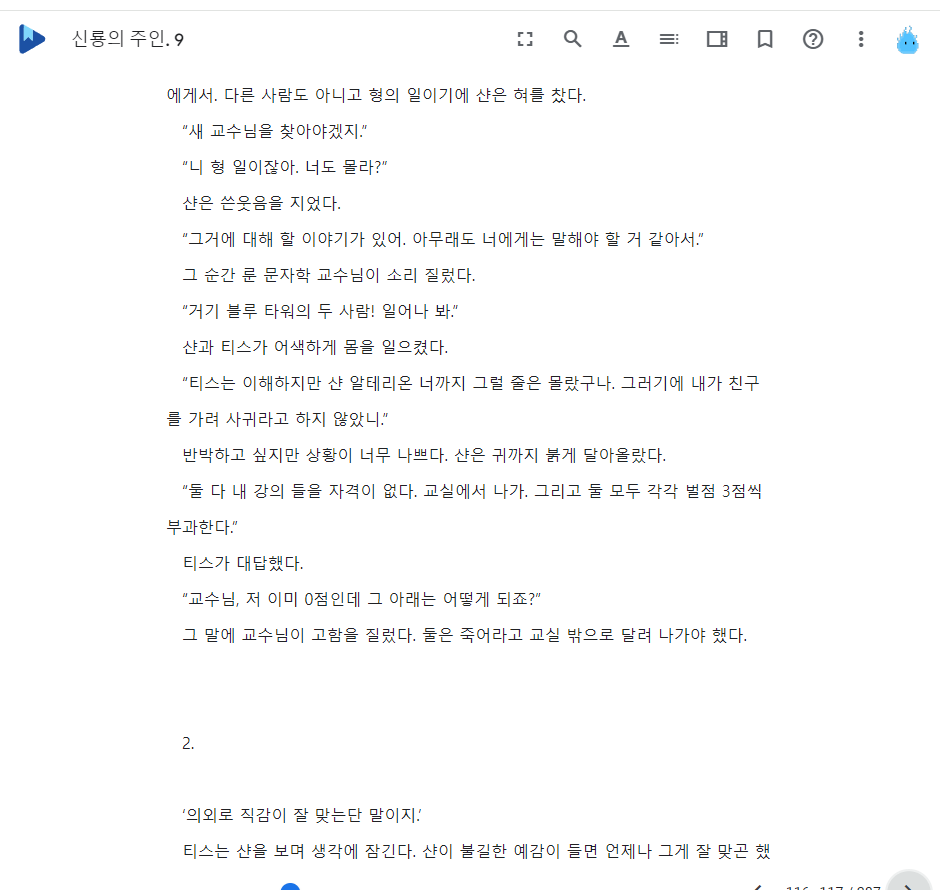 신룡의 주인. 9
에게서. 다른 사람도 아니고 형의 일이기에 샨은 혀를 찼다.
“새 교수님을 찾아야겠지.”
“니 형 일이잖아. 너도 몰라?”
샨은 쓴웃음을 지었다.
“그거에 대해 할 이야기가 있어. 아무래도 너에게는 말해야 할 거 같아서.”
그 순간 룬 문자학 교수님이 소리 질렀다.
“거기 블루 타워의 두 사람! 일어나 봐.”
샨과 티스가 어색하게 몸을 일으켰다.
“티스는 이해하지만 샨 알테리온 너까지 그럴 줄은 몰랐구나. 그러기에 내가 친구
를 가려 사귀라고 하지 않았니.”
반박하고 싶지만 상황이 너무 나쁘다. 샨은 귀까지 붉게 달아올랐다.
“둘 다 내 강의 들을 자격이 없다. 교실에서 나가. 그리고 둘 모두 각각 벌점 3점씩
부과한다.”
티스가 대답했다.
“교수님, 저 이미 0점인데 그 아래는 어떻게 되죠?”
그 말에 교수님이 고함을 질렀다. 둘은 죽어라고 교실 밖으로 달려 나가야 했다.
2.
‘의외로 직감이 잘 맞는단 말이지.’
티스는 샨을 보며 생각에 잠긴다. 샨이 불길한 예감이 들면 언제나 그게 잘 맞곤 했